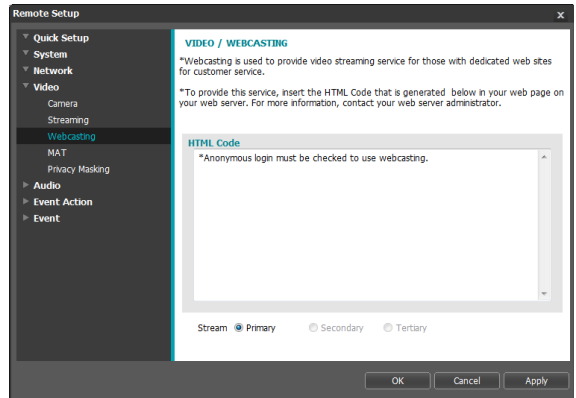 Remote Setup
x
Quick Setup
System
Network
Video
Camera
Streaming
Webcasting
MAT
Privacy Masking
Audio
Event Action
Event
VIDEO / WEBCASTING
*Webcasting is used to provide video streaming service for those with dedicated web sites
for customer service.
*To provide this service, insert the HTML Code that is generated below in your web page on
your web server. For more information, contact your web server administrator.
HTML Code
*Anonymous login must be checked to use webcasting.
Stream Primary Secondary Tertiary
OK Cancel Apply